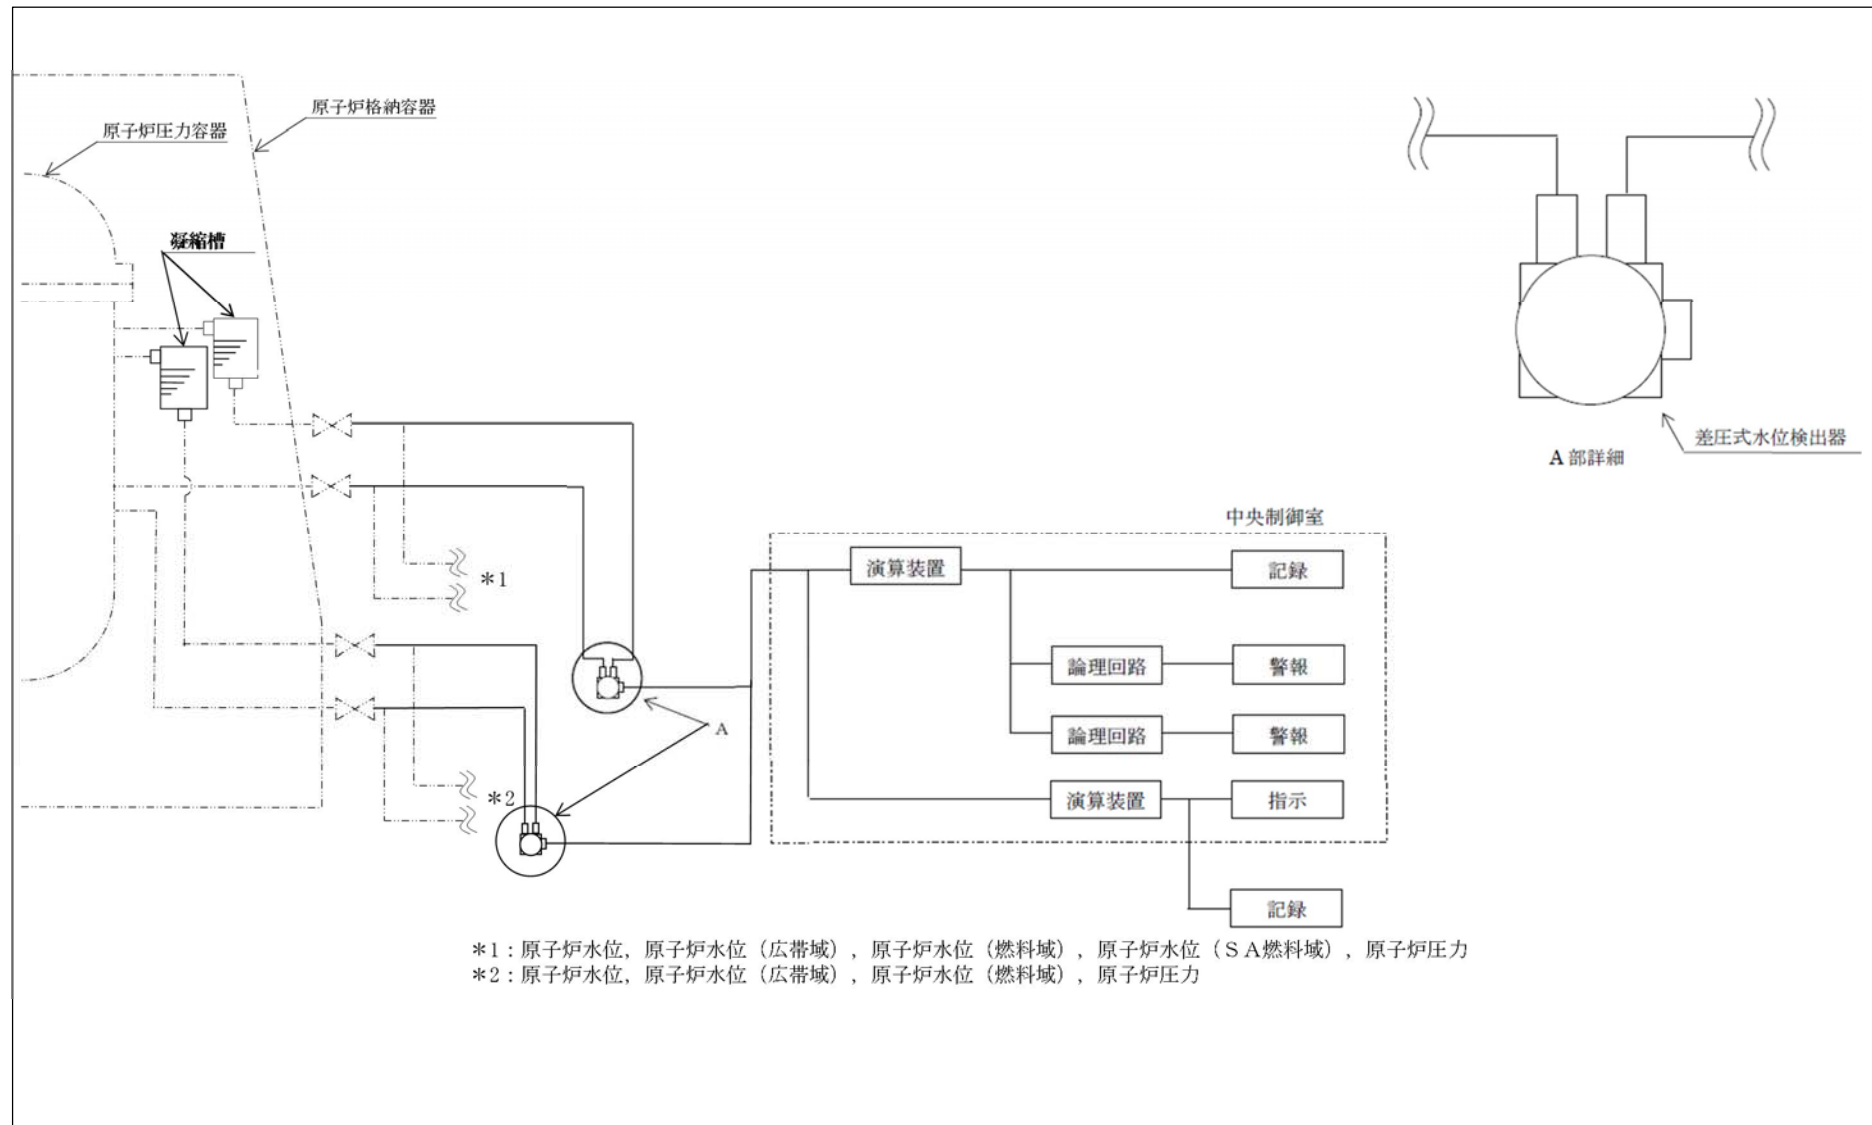 原子炉格納容器
原子炉圧力容器
凝縮槽
差圧式水位検出器
A部詳細
中央制御室
演算装置
記録
*1
論理回路
警報
A
論理回路
警報
*2
演算装置
指示
記録
*1:原子炉水位,原子炉水位(広帯域),原子炉水位(燃料域),原子炉水位(SA燃料域),原子炉圧力
*2:原子炉水位,原子炉水位(広帯域),原子炉水位(燃料域),原子炉圧力